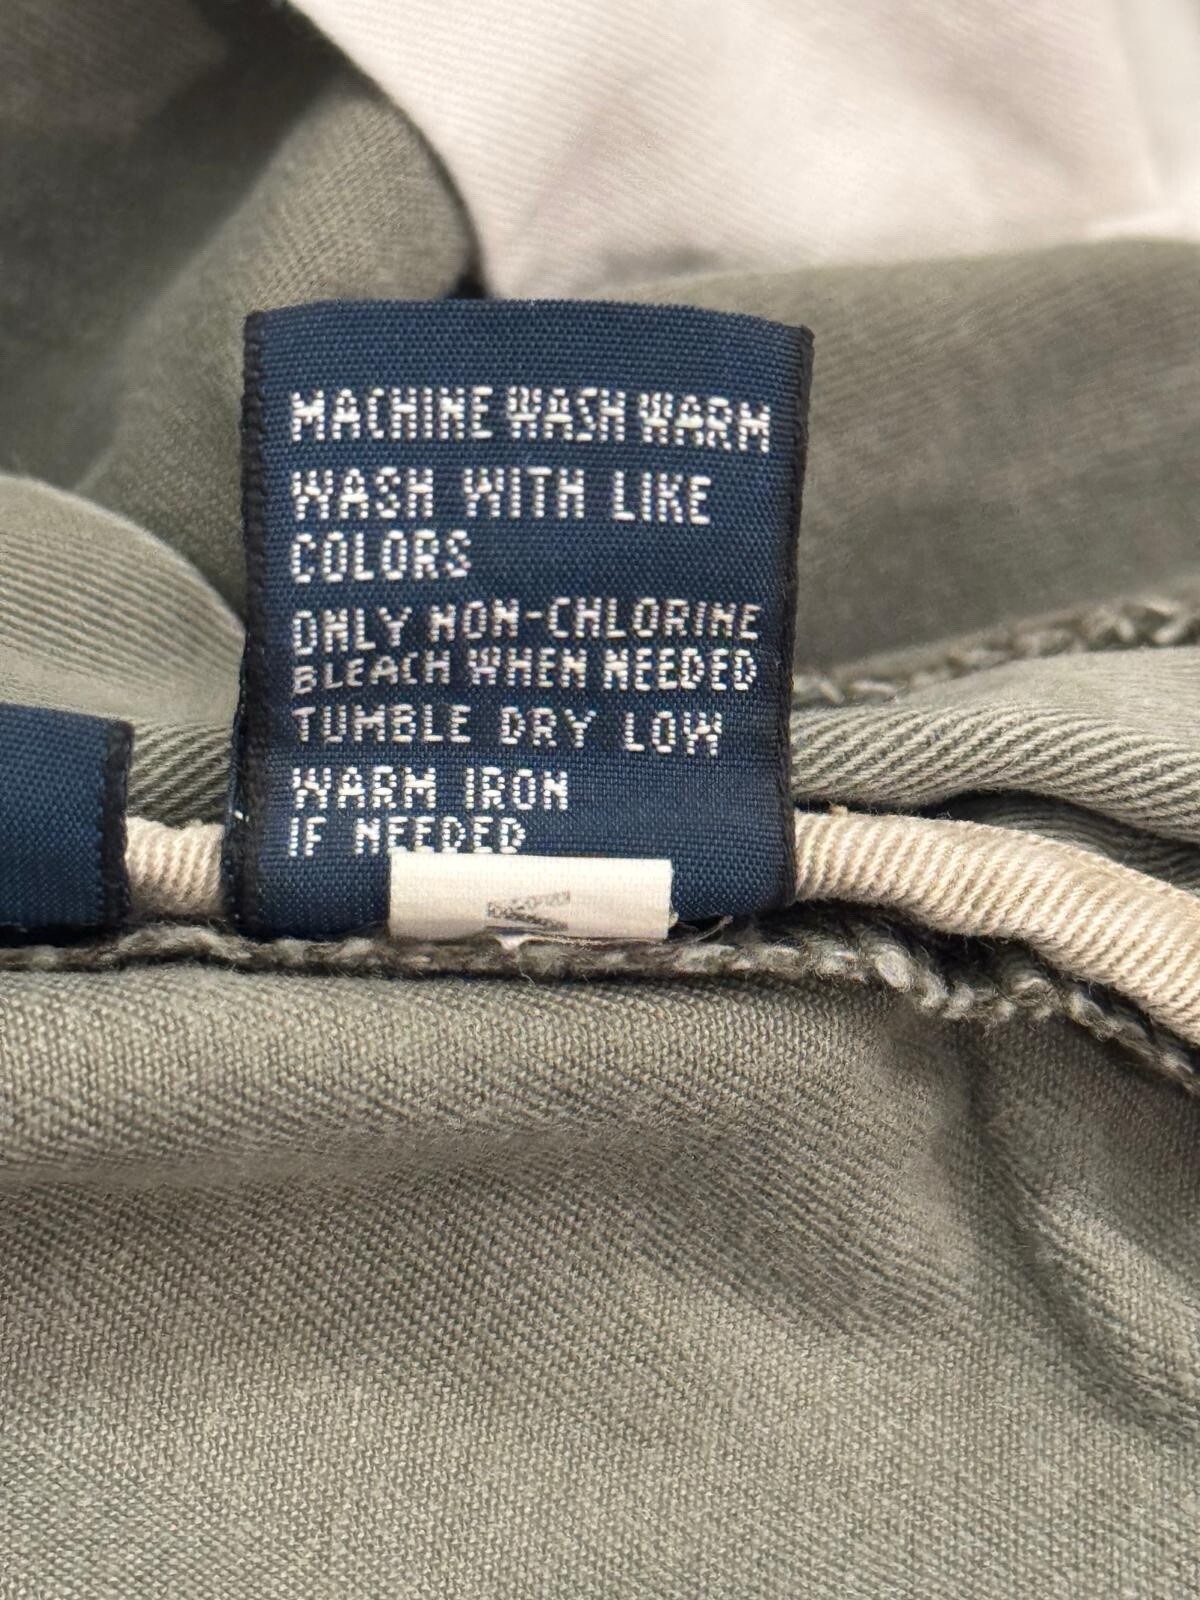 MACHINE WASH WARM
WASH WITH LIKE
COLORS
ONLY NON-CHLORINE
BLEACH WHEN NEEDED
TUMBLE DRY LOW
WARM IRON
IF NEEDED